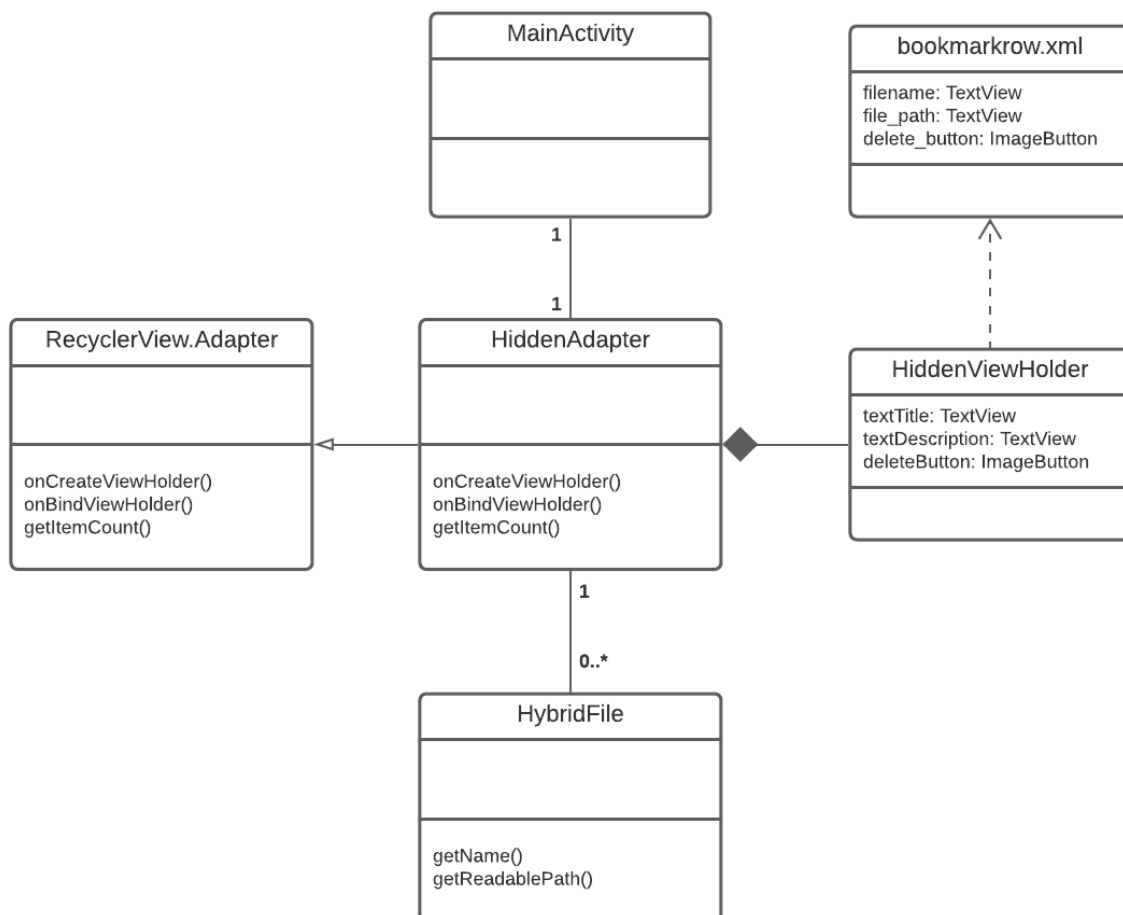 MainActivity
bookmarkrow.xml
filename: TextView
file_path: TextView
delete_button: ImageButton
1
1
RecyclerView.Adapter
onCreateViewHolder()
onBindViewHolder()
getItemCount()
HiddenAdapter
onCreateViewHolder()
onBindViewHolder()
getItemCount()
HiddenViewHolder
textTitle: TextView
textDescription: TextView
deleteButton: ImageButton
1
0..*
HybridFile
getName()
getReadablePath()